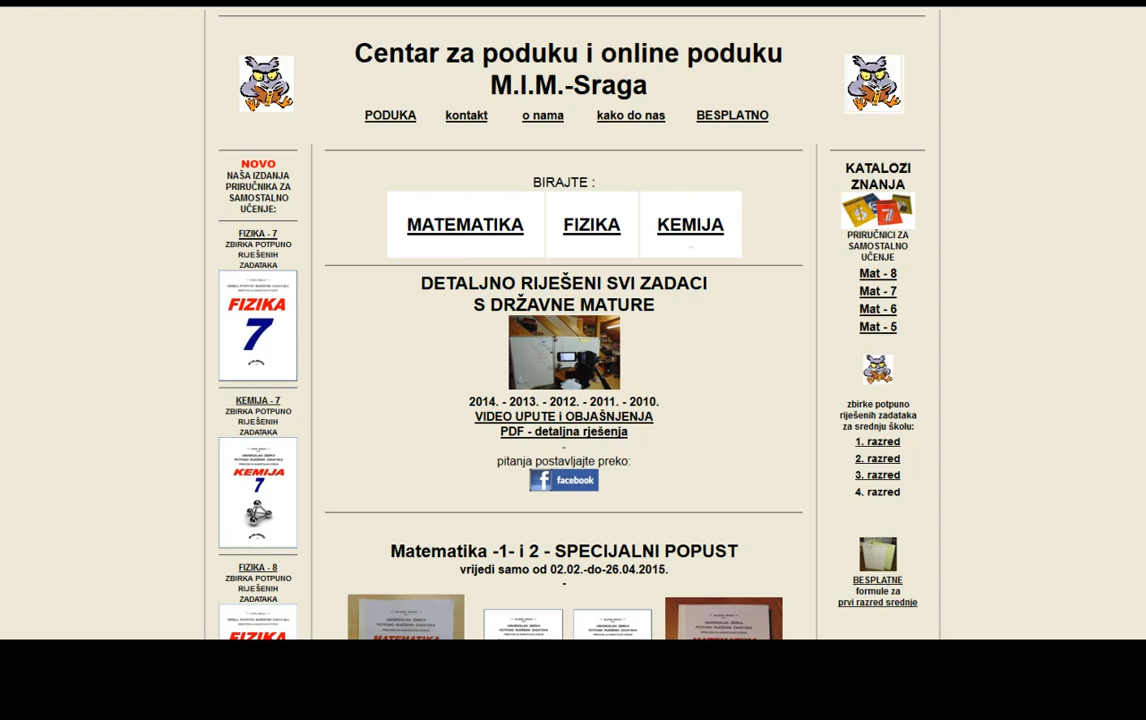 Centar za poduku i online poduku
M.I.M.-Sraga
PODUKA kontakt o nama kako do nas BESPLATNO
NOVO
NAŠA IZDANJA
PRIRUČNIKA ZA
SAMOSTALNO
UČENJE:
FIZIKA - 7
ZBIRKA POTPUNO
RIJEŠENIH
ZADATAKA
FIZIKA
7
KEMIJA - 7
ZBIRKA POTPUNO
RIJEŠENIH
ZADATAKA
KEMIJA
7
FIZIKA - 8
ZBIRKA POTPUNO
RIJEŠENIH
ZADATAKA
FIZIKA
BIRAJTE :
MATEMATIKA FIZIKA KEMIJA
DETALJNO RIJEŠENI SVI ZADACI
S DRŽAVNE MATURE
2014. - 2013. - 2012. - 2011. - 2010.
VIDEO UPUTE i OBJAŠNJENJA
PDF - detaljna rješenja
-
pitanja postavljajte preko:
f facebook
Matematika -1- i 2 - SPECIJALNI POPUST
vrijedi samo od 02.02.-do-26.04.2015.
-
MATEMATIKA
MATEMATIKA
KATALOZI
ZNANJA
PRIRUČNICI ZA
SAMOSTALNO
UČENJE
Mat - 8
Mat - 7
Mat - 6
Mat - 5
zbirke potpuno
riješenih zadataka
za srednju školu:
1. razred
2. razred
3. razred
4. razred
BESPLATNE
formule za
prvi razred srednje